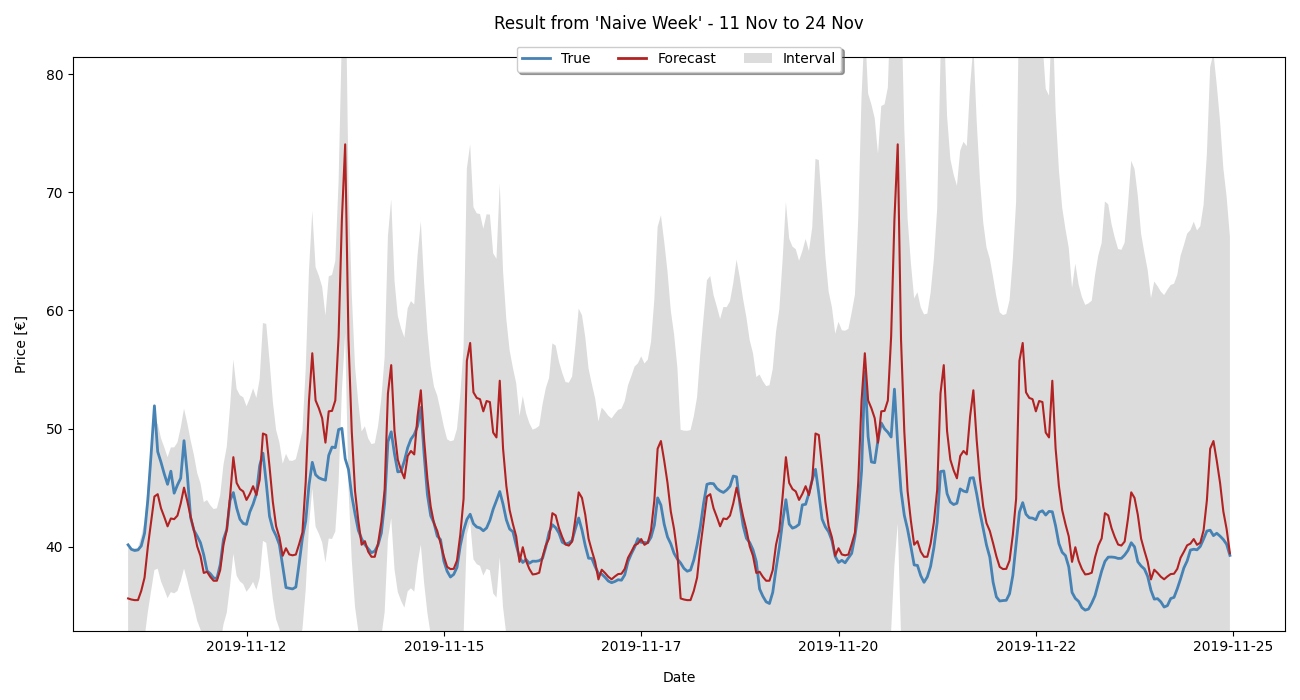 Result from 'Naive Week' - 11 Nov to 24 Nov
True Forecast Interval
80
70
60
50
40
Price [€]
2019-11-12 2019-11-15 2019-11-17 2019-11-20 2019-11-22 2019-11-25
Date